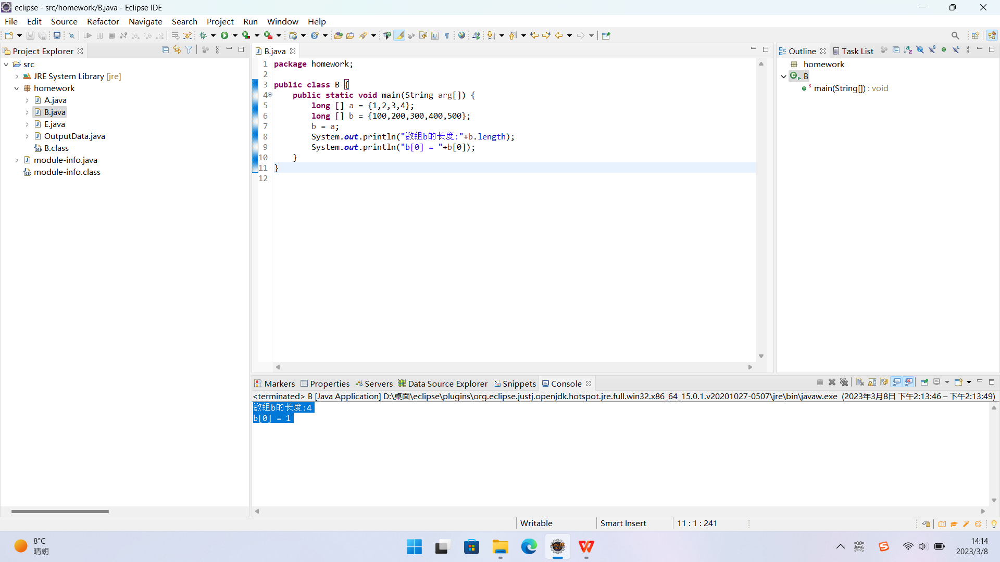 eclipse - src/homework/B.java - Eclipse IDE
File Edit Source Refactor Navigate Search Project Run Window Help
Project Explorer
src
JRE System Library [jre]
homework
A.java
B.java
E.java
OutputData.java
B.class
module-info.java
module-info.class
B.java
1 package homework;
2
3 public class B {
4 public static void main(String arg[]) {
5 long [] a = {1,2,3,4};
6 long [] b = {100,200,300,400,500};
7 b = a;
8 System.out.println("数组b的长度:"+b.length);
9 System.out.println("b[0] = "+b[0]);
10 }
11 }
12
Outline Task List
homework
B
main(String[]) : void
Markers Properties Servers Data Source Explorer Snippets Console
<terminated> B [Java Application] D:\桌面\eclipse\plugins\org.eclipse.justj.openjdk.hotspot.jre.full.win32.x86_64_15.0.1.v20201027-0507\jre\bin\javaw.exe (2023年3月8日 下午2:13:46 – 下午2:13:49)
数组b的长度:4
b[0] = 1
Writable Smart Insert 11 : 1 : 241
8°C
晴朗
英
14:14
2023/3/8